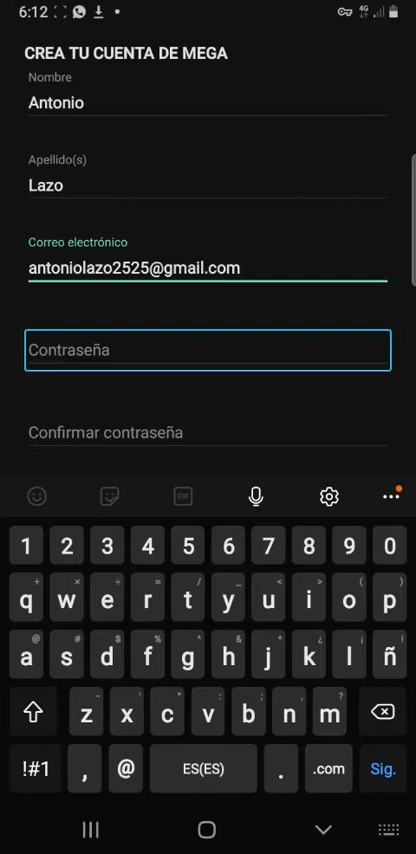 6:12
4G
CREA TU CUENTA DE MEGA
Nombre
Antonio
Apellido(s)
Lazo
Correo electrónico
antoniolazo2525@gmail.com
Contraseña
Confirmar contraseña
GIF
1 2 3 4 5 6 7 8 9 0
+ × ÷ = / _ < > ( )
q w e r t y u i o p
@ # $ % ^ & * ¿ ¡ !
a s d f g h j k l ñ
- ' " : ; , ?
z x c v b n m
!#1 , @ ES(ES) . .com Sig.